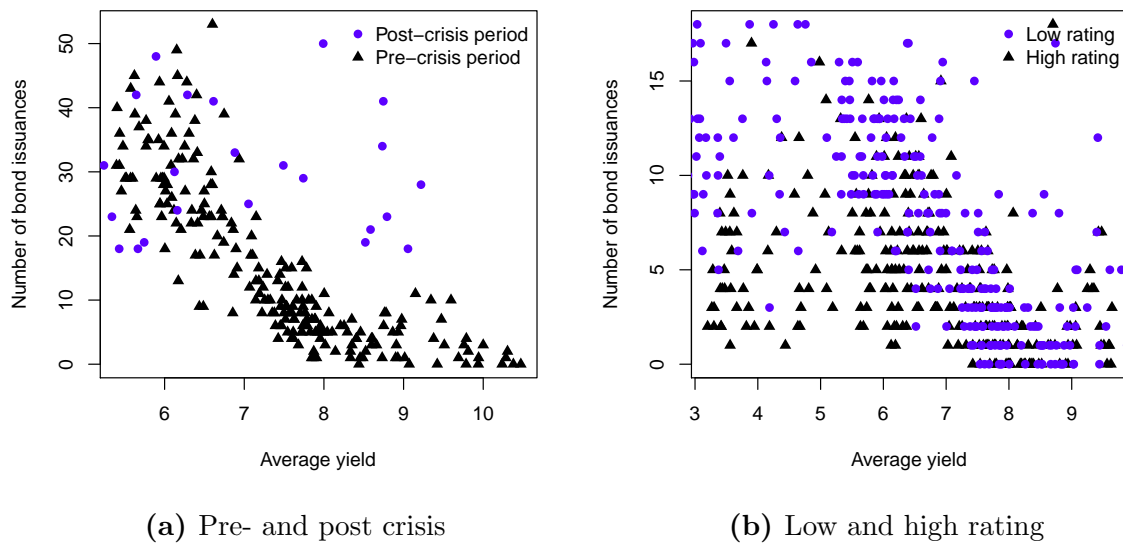 Post−crisis period
Pre−crisis period
Number of bond issuances
50
40
30
20
10
0
6 7 8 9 10
Average yield
(a) Pre- and post crisis
Low rating
High rating
Number of bond issuances
15
10
5
0
3 4 5 6 7 8 9
Average yield
(b) Low and high rating